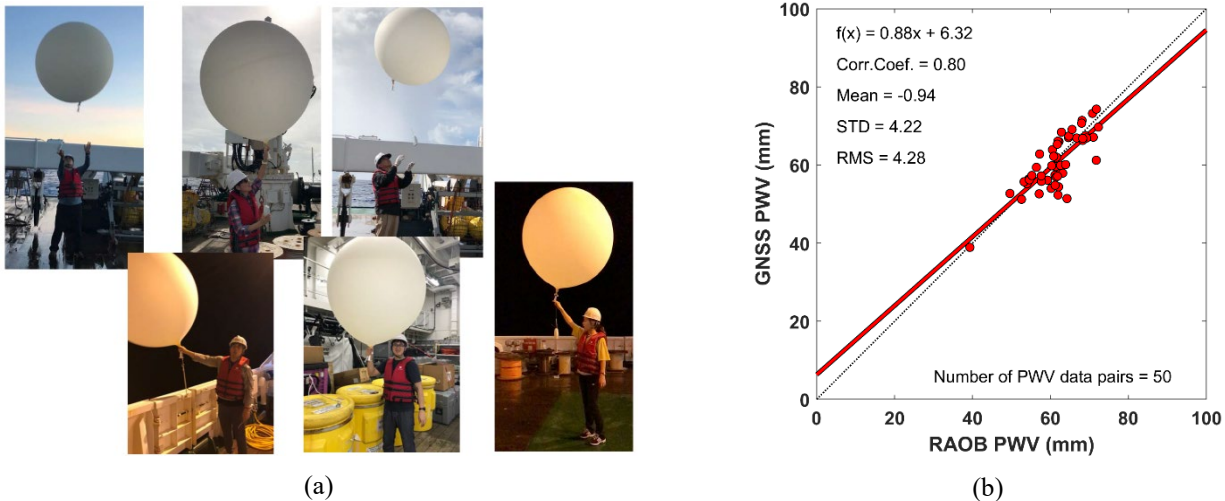 100
80
60
40
20
0
GNSS PWV (mm)
f(x) = 0.88x + 6.32
Corr.Coef. = 0.80
Mean = -0.94
STD = 4.22
RMS = 4.28
Number of PWV data pairs = 50
0 20 40 60 80 100
RAOB PWV (mm)
(a) (b)